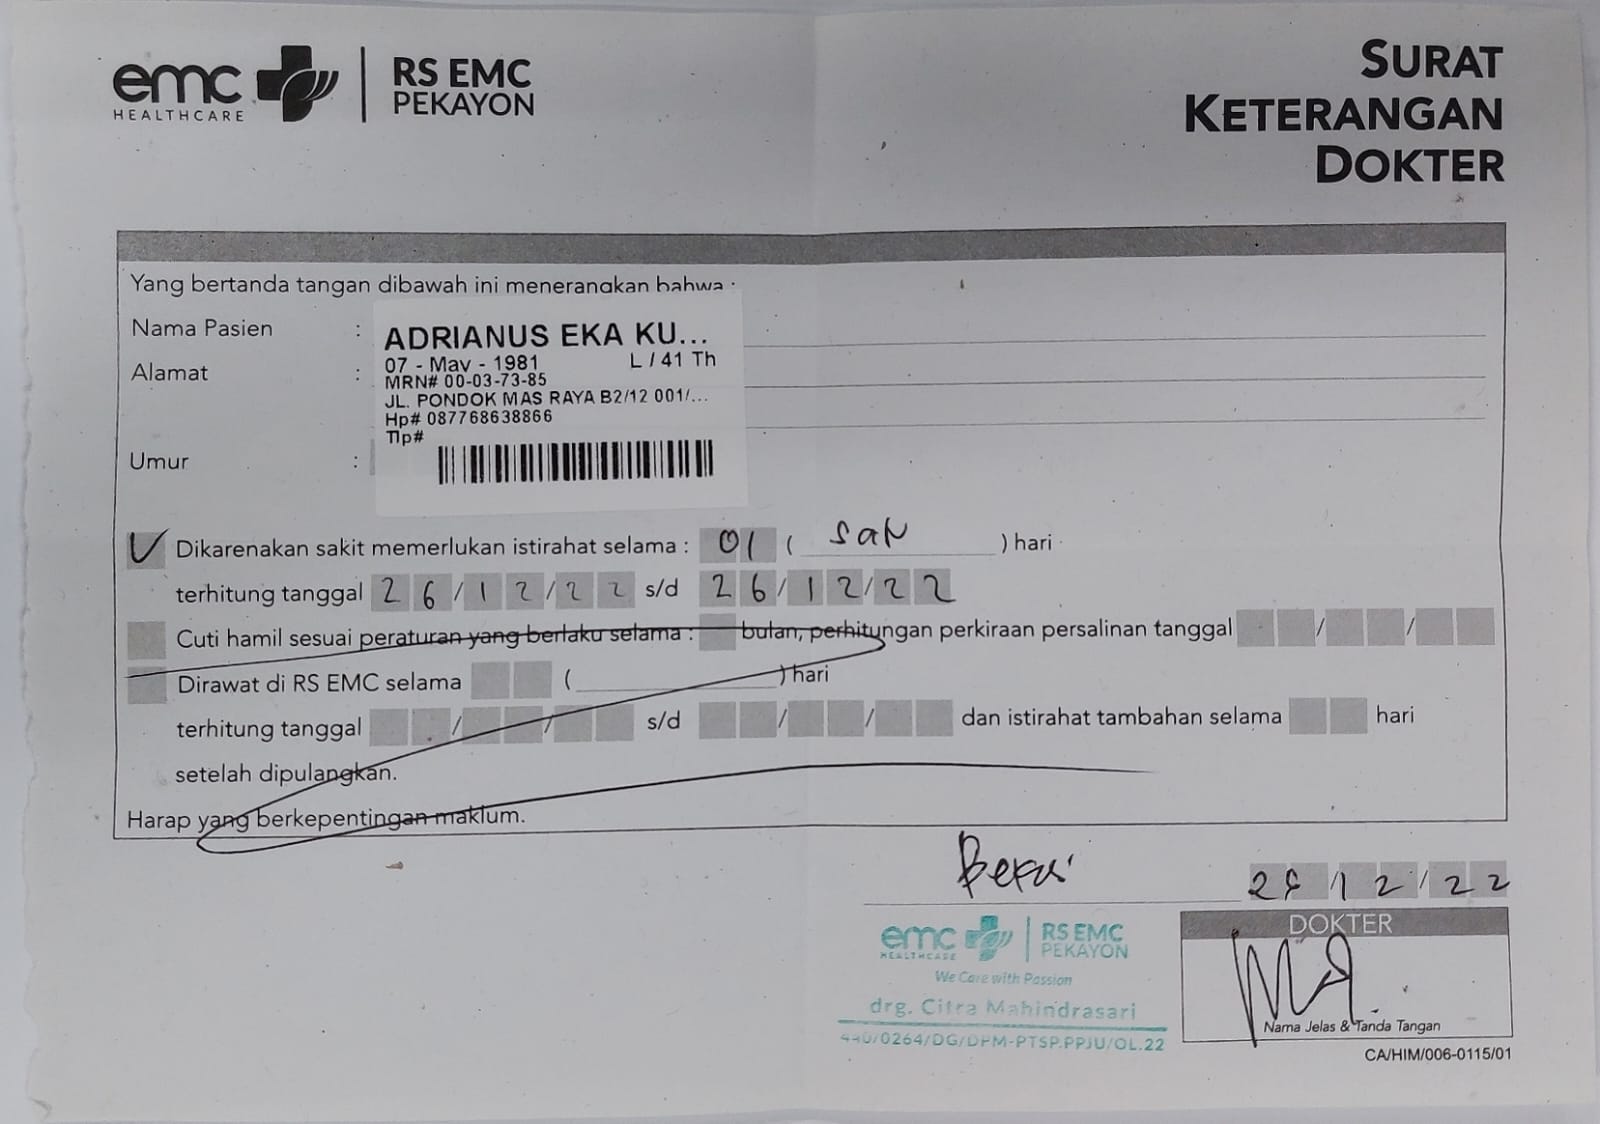 emc HEALTHCARE
RS EMC PEKAYON
SURAT KETERANGAN DOKTER
Yang bertanda tangan dibawah ini menerangkan bahwa :
Nama Pasien :
ADRIANUS EKA KU...
07 - May - 1981 L / 41 Th
Alamat :
MRN# 00-03-73-85
JL. PONDOK MAS RAYA B2/12 001/...
Hp# 087768638866
Tlp#
Umur :
Dikarenakan sakit memerlukan istirahat selama : 01 ( ) hari
terhitung tanggal 26/12/22 s/d 26/12/22
Cuti hamil sesuai peraturan yang berlaku selama : bulan, perhitungan perkiraan persalinan tanggal / /
Dirawat di RS EMC selama ( ) hari
terhitung tanggal / / s/d / / dan istirahat tambahan selama hari
setelah dipulangkan.
Harap yang berkepentingan maklum.
/12/22
emc HEALTHCARE
RS EMC PEKAYON
We Care with Passion
drg. Citra Mahindrasari
440/0264/DG/DPM-PTSP.PPJU/OL.22
DOKTER
Nama Jelas & Tanda Tangan
CA/HIM/006-0115/01